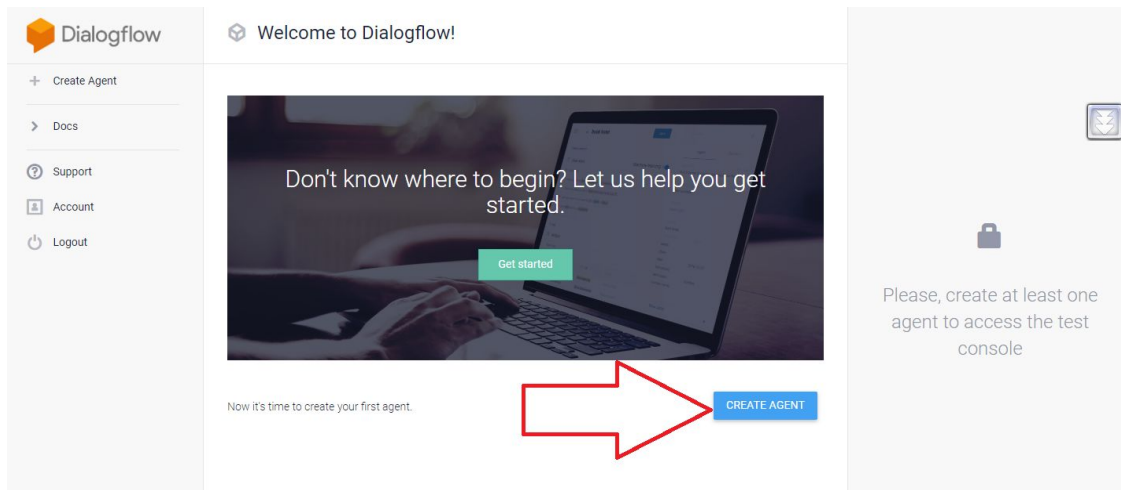 Dialogflow
Create Agent
Docs
Support
Account
Logout
Welcome to Dialogflow!
Don't know where to begin? Let us help you get
started.
Get started
Now it's time to create your first agent.
CREATE AGENT
Please, create at least one
agent to access the test
console